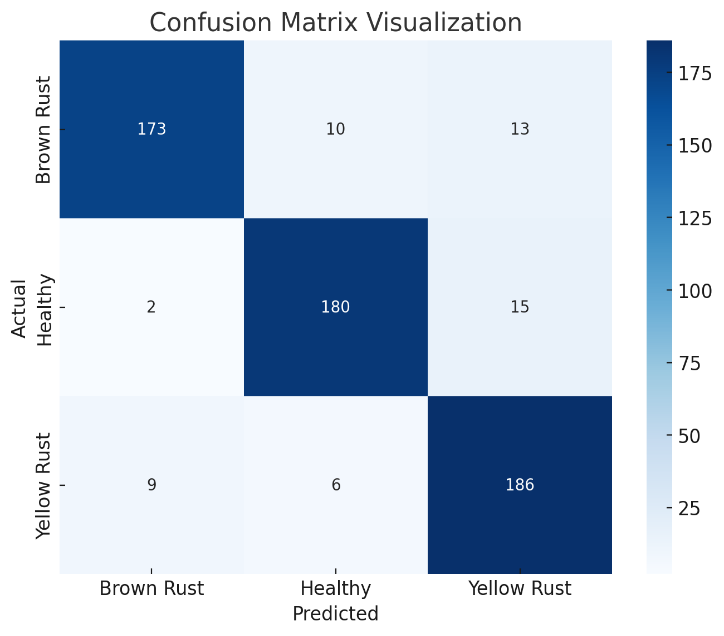 Confusion Matrix Visualization
Brown Rust
173 10 13
175
150
125
Actual
Healthy
2 180 15
100
75
Yellow Rust
9 6 186
50
25
Brown Rust Healthy Yellow Rust
Predicted